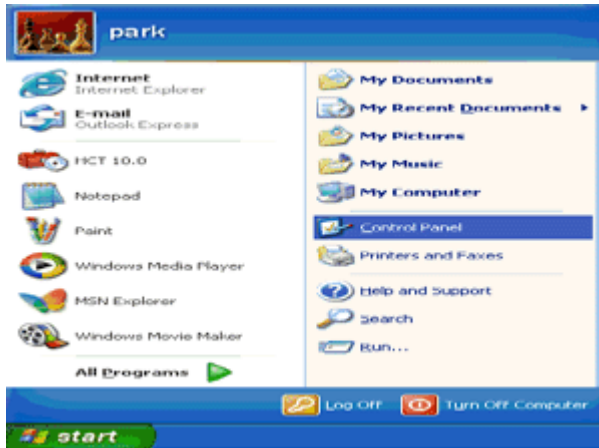 park
Internet
Internet Explorer
E-mail
Outlook Express
HCT 10.0
Notepad
Paint
Windows Media Player
MSN Explorer
Windows Movie Maker
All Programs
My Documents
My Recent Documents
My Pictures
My Music
My Computer
Control Panel
Printers and Faxes
Help and Support
Search
Run...
Log Off
Turn Off Computer
start